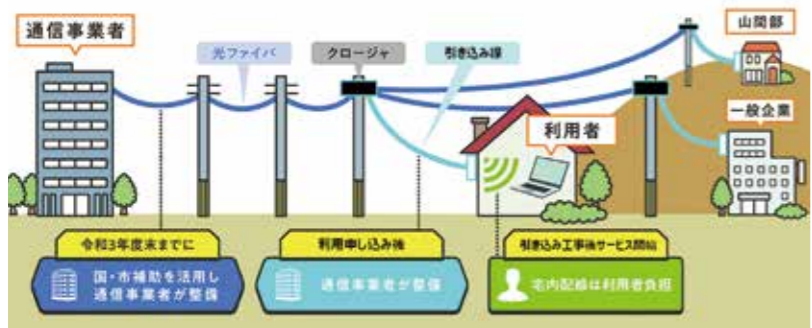 通信事業者
光ファイバ
クロージャ
引き込み線
山間部
一般企業
利用者
令和3年度末までに
国・市補助を活用し
通信事業者が整備
利用申し込み後
通信事業者が整備
引き込み工事後サービス開始
宅内配線は利用者負担